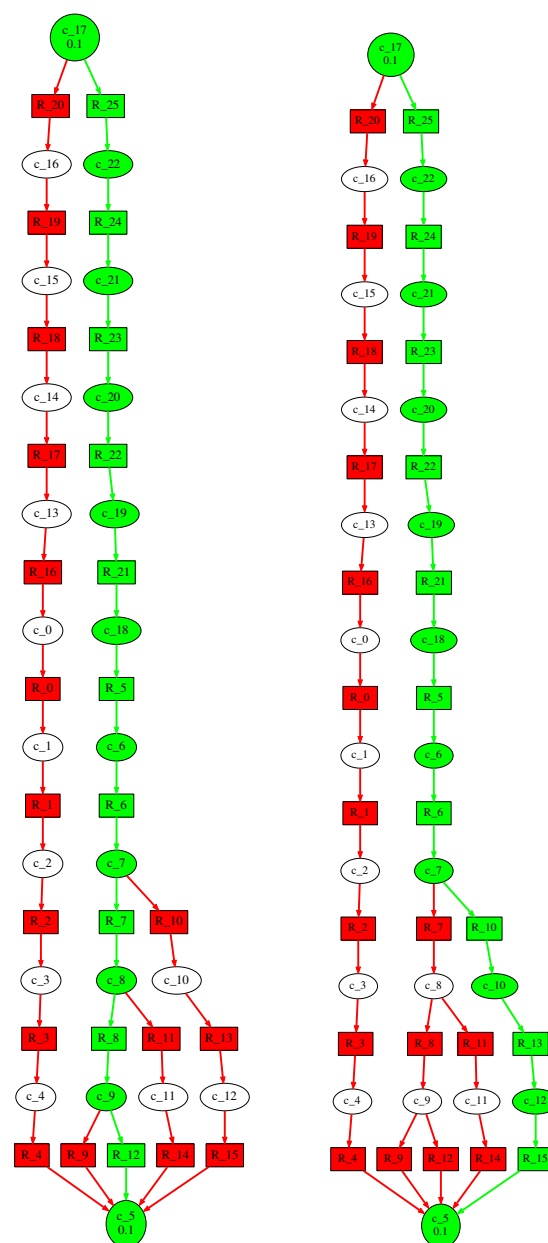 c_17
0.1
R_20
R_25
c_16
c_22
R_19
R_24
c_15
c_21
R_18
R_23
c_14
c_20
R_17
R_22
c_13
c_19
R_16
R_21
c_0
c_18
R_0
R_5
c_1
c_6
R_1
R_6
c_2
c_7
R_2
R_7
R_10
c_3
c_8
c_10
R_3
R_8
R_11
R_13
c_4
c_9
c_11
c_12
R_4
R_9
R_12
R_14
R_15
c_5
0.1
c_17
0.1
R_20
R_25
c_16
c_22
R_19
R_24
c_15
c_21
R_18
R_23
c_14
c_20
R_17
R_22
c_13
c_19
R_16
R_21
c_0
c_18
R_0
R_5
c_1
c_6
R_1
R_6
c_2
c_7
R_2
R_7
R_10
c_3
c_8
c_10
R_3
R_8
R_11
R_13
c_4
c_9
c_11
c_12
R_4
R_9
R_12
R_14
R_15
c_5
0.1